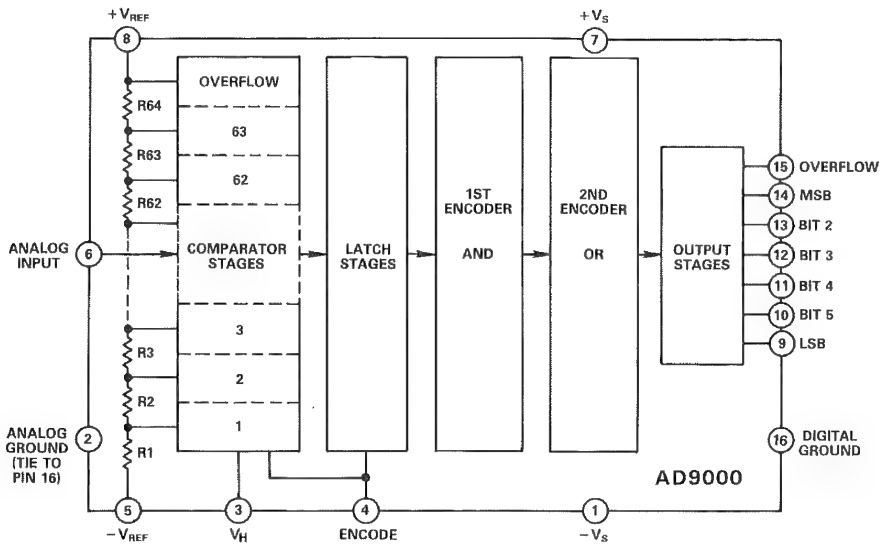 +VREF
8
+VS
7
R64
R63
R62
R3
R2
R1
OVERFLOW
63
62
COMPARATOR
STAGES
3
2
1
LATCH
STAGES
1ST
ENCODER
AND
2ND
ENCODER
OR
OUTPUT
STAGES
15 OVERFLOW
14 MSB
13 BIT 2
12 BIT 3
11 BIT 4
10 BIT 5
9 LSB
ANALOG
INPUT
6
ANALOG
GROUND
(TIE TO
PIN 16)
2
16
DIGITAL
GROUND
AD9000
5
-VREF
3
VH
4
ENCODE
1
-VS